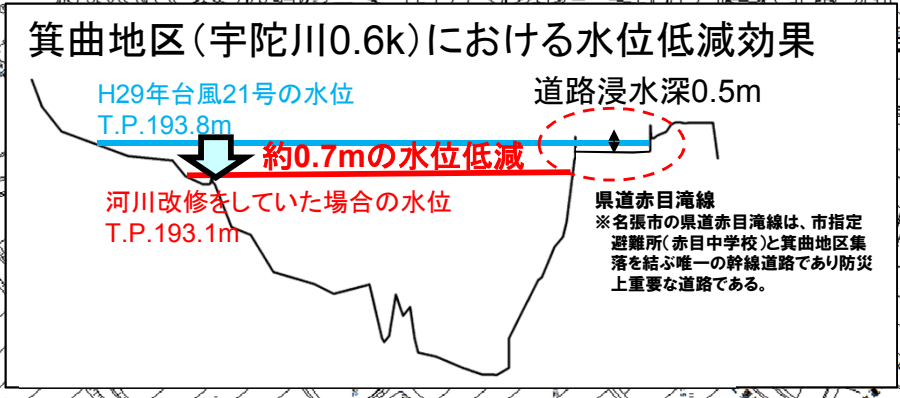 箕曲地区(宇陀川0.6k)における水位低減効果
H29年台風21号の水位
T.P.193.8m
道路浸水深0.5m
約0.7mの水位低減
河川改修をしていた場合の水位
T.P.193.1m
県道赤目滝線
※名張市の県道赤目滝線は、市指定
避難所(赤目中学校)と箕曲地区集
落を結ぶ唯一の幹線道路であり防災
上重要な道路である。